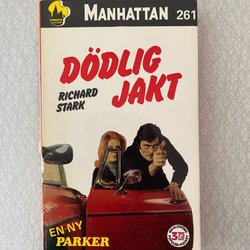 MANHATTAN 261
DÖDLIG
JAKT
RICHARD
STARK
EN NY
PARKER